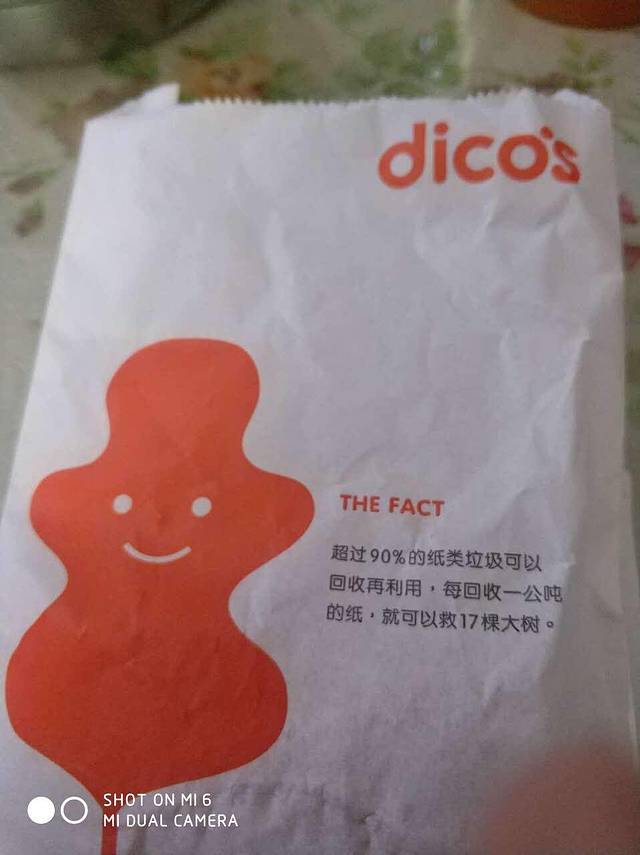 dico's
THE FACT
超过90%的纸类垃圾可以
回收再利用，每回收一公吨
的纸，就可以救17棵大树。
SHOT ON MI 6
MI DUAL CAMERA